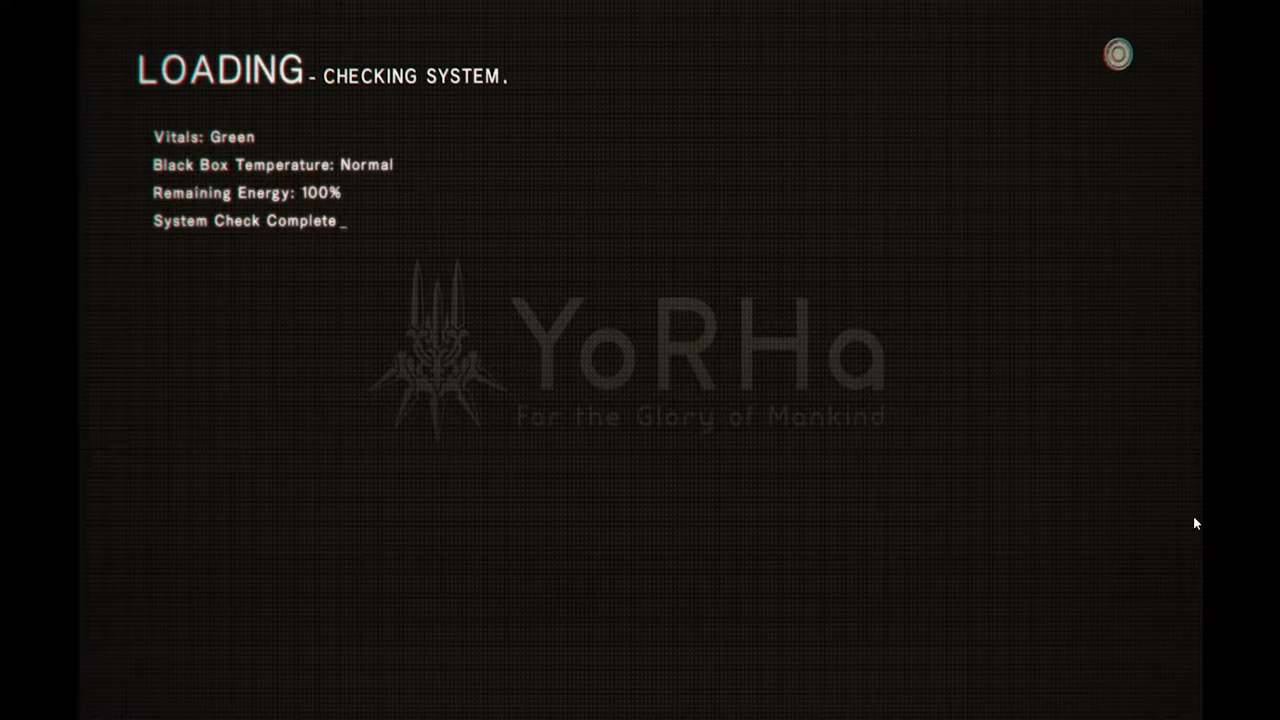 LOADING - CHECKING SYSTEM.
Vitals: Green
Black Box Temperature: Normal
Remaining Energy: 100%
System Check Complete_
YoRHa
For the Glory of Mankind